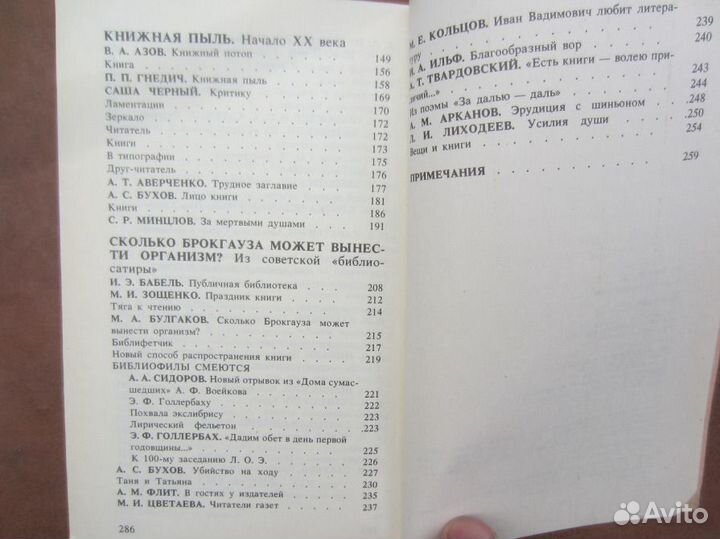 КНИЖНАЯ ПЫЛЬ. Начало XX века
В. А. АЗОВ. Книжный потоп . . . 149
Книга . . . 156
П. П. ГНЕДИЧ. Книжная пыль . . . 158
САША ЧЕРНЫЙ. Критику . . . 169
Ламентации . . . 170
Зеркало . . . 172
Читатель . . . 172
Книги . . . 173
В типографии . . . 175
Друг-читатель . . . 176
А. Т. АВЕРЧЕНКО. Трудное заглавие . . . 177
А. С. БУХОВ. Лицо книги . . . 181
Книги . . . 186
С. Р. МИНЦЛОВ. За мертвыми душами . . . 191
СКОЛЬКО БРОКГАУЗА МОЖЕТ ВЫНЕС-
ТИ ОРГАНИЗМ? Из советской «библио-
сатиры»
И. Э. БАБЕЛЬ. Публичная библиотека . . . 208
М. И. ЗОЩЕНКО. Праздник книги . . . 212
Тяга к чтению . . . 214
М. А. БУЛГАКОВ. Сколько Брокгауза может
вынести организм? . . . 215
Библифетчик . . . 217
Новый способ распространения книги . . . 219
БИБЛИОФИЛЫ СМЕЮТСЯ
А. А. СИДОРОВ. Новый отрывок из «Дома сумас-
шедших» А. Ф. Воейкова . . . 221
Э. Ф. Голлербаху . . . 222
Похвала экслибрису . . . 223
Лирический фельетон . . . 223
Э. Ф. ГОЛЛЕРБАХ. «Дадим обет в день первой
годовщины...» . . . 225
К 100-му заседанию Л. О. Э. . . . 226
А. С. БУХОВ. Убийство на ходу . . . 227
Таня и Татьяна . . . 230
А. М. ФЛИТ. В гостях у издателей . . . 235
М. И. ЦВЕТАЕВА. Читатели газет . . . 237
286
М. Е. КОЛЬЦОВ. Иван Вадимович любит литера-
туру . . . 239
И. А. ИЛЬФ. Благообразный вор . . . 240
А. Т. ТВАРДОВСКИЙ. «Есть книги — волею при-
личий...» . . . 243
Из поэмы «За далью — даль» . . . 244
А. М. АРКАНОВ. Эрудиция с шиньоном . . . 248
Л. И. ЛИХОДЕЕВ. Усилия души . . . 250
Вещи и книги . . . 254
ПРИМЕЧАНИЯ . . . 259
Avito